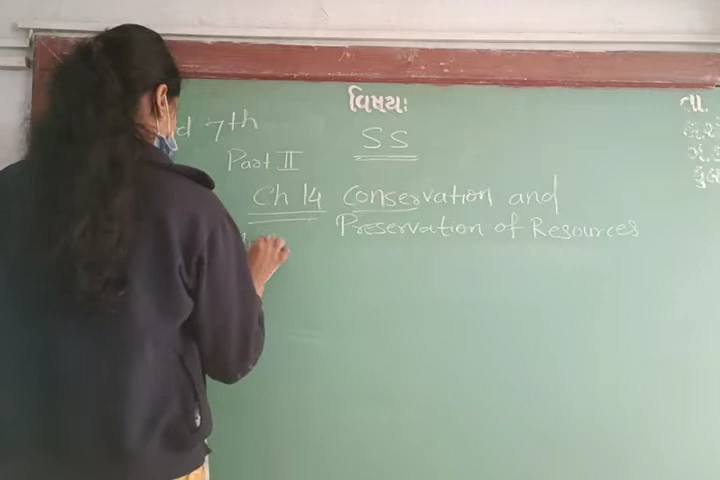 વિષયઃ
તા.
d 7th
SS
Part II
Ch 14 Conservation and
Preservation of Resources